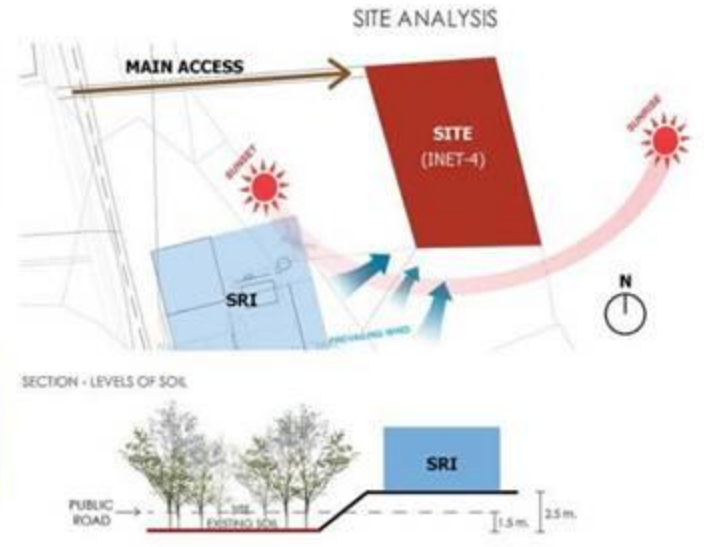 SITE ANALYSIS
MAIN ACCESS
SITE
(INET-4)
SUNRISE
SUNSET
SRI
PREVAILING WIND
N
SECTION - LEVELS OF SOIL
SRI
PUBLIC
ROAD
SITE
EXISTING SOIL
1.5 m.
2.5 m.